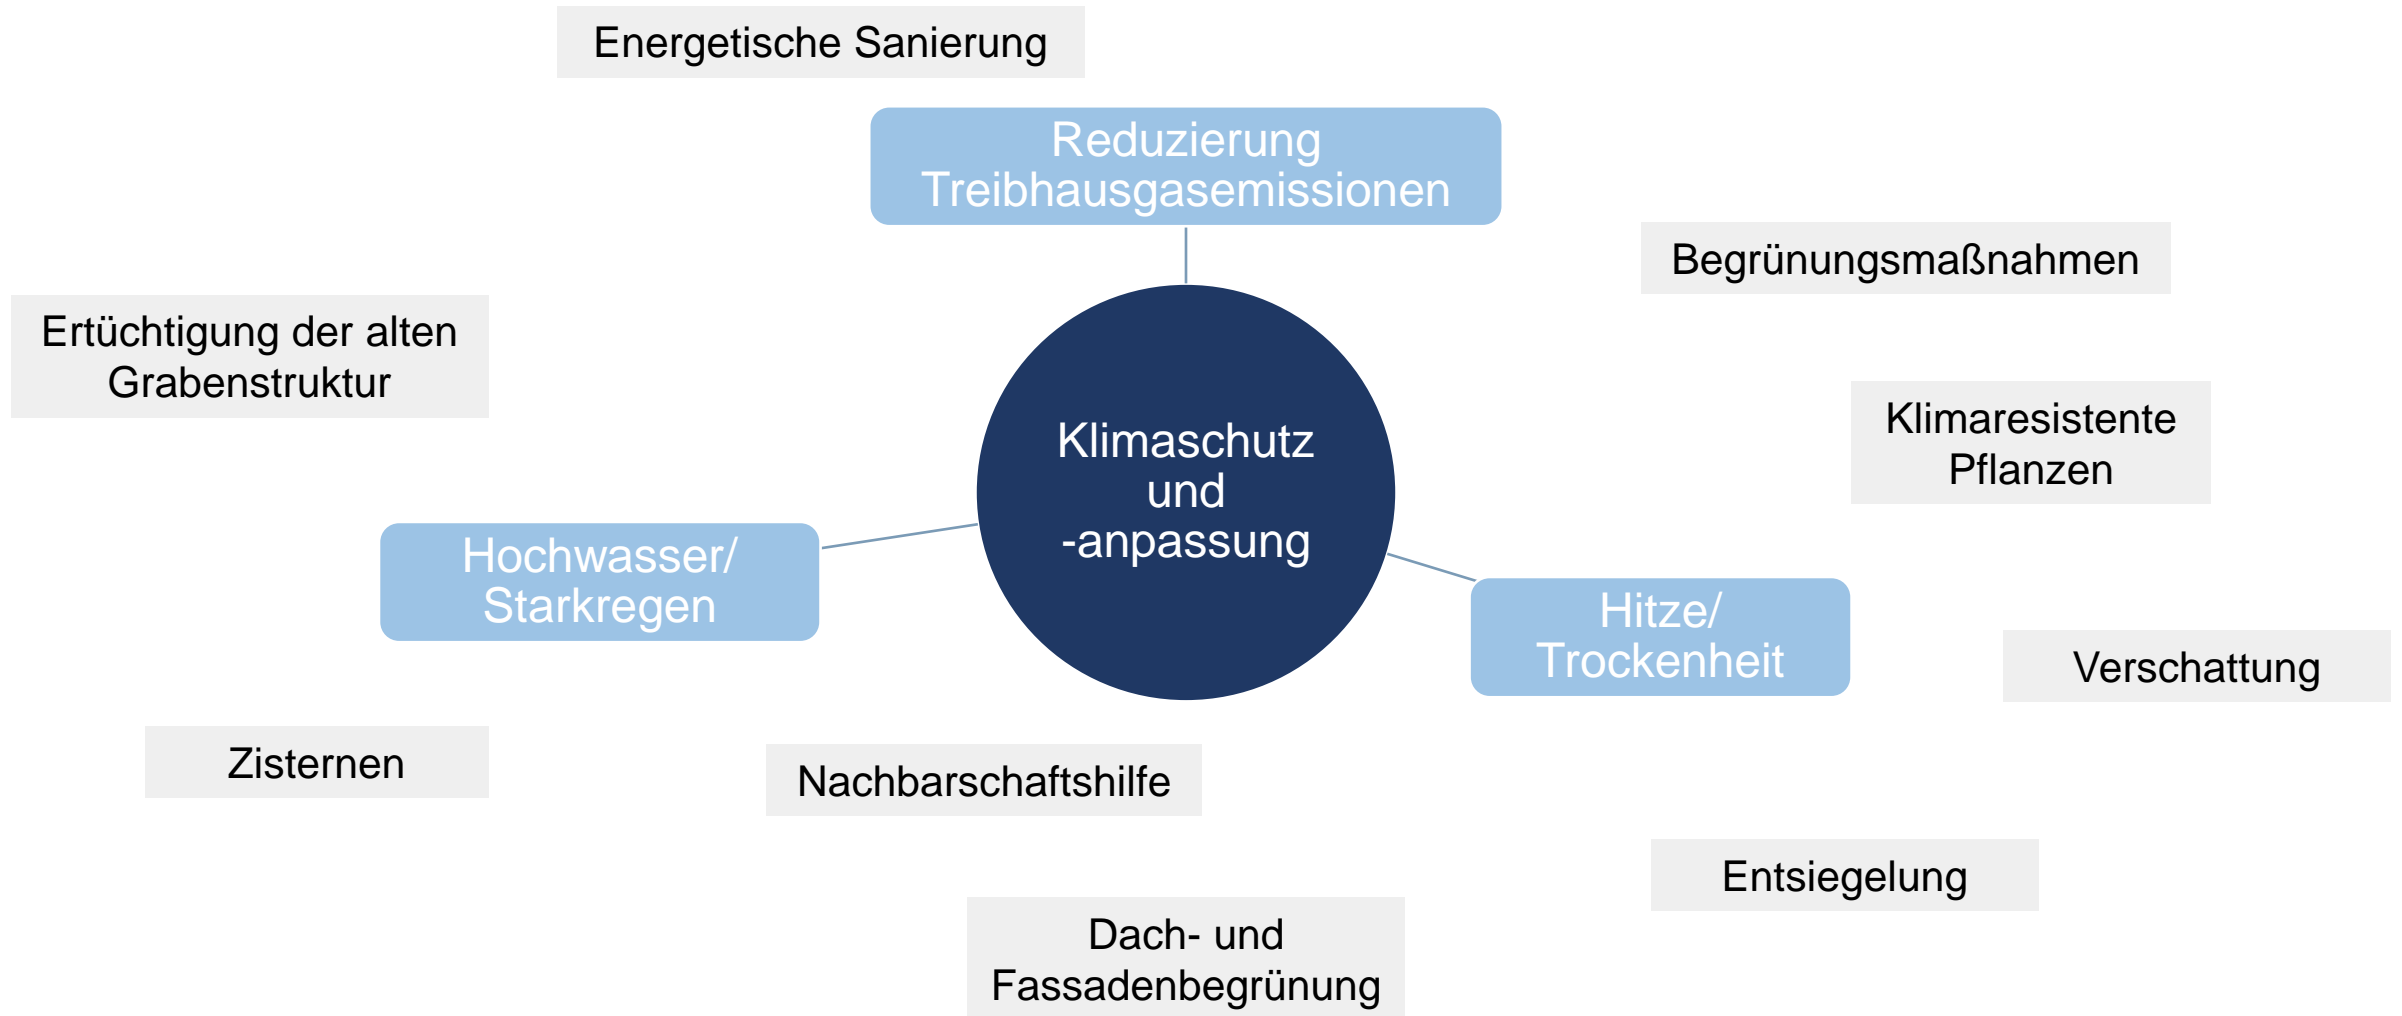 Energetische Sanierung
Reduzierung
Treibhausgasemissionen
Begrünungsmaßnahmen
Ertüchtigung der alten
Grabenstruktur
Klimaresistente
Pflanzen
Klimaschutz
und
-anpassung
Hochwasser/
Starkregen
Hitze/
Trockenheit
Verschattung
Zisternen
Nachbarschaftshilfe
Entsiegelung
Dach- und
Fassadenbegrünung